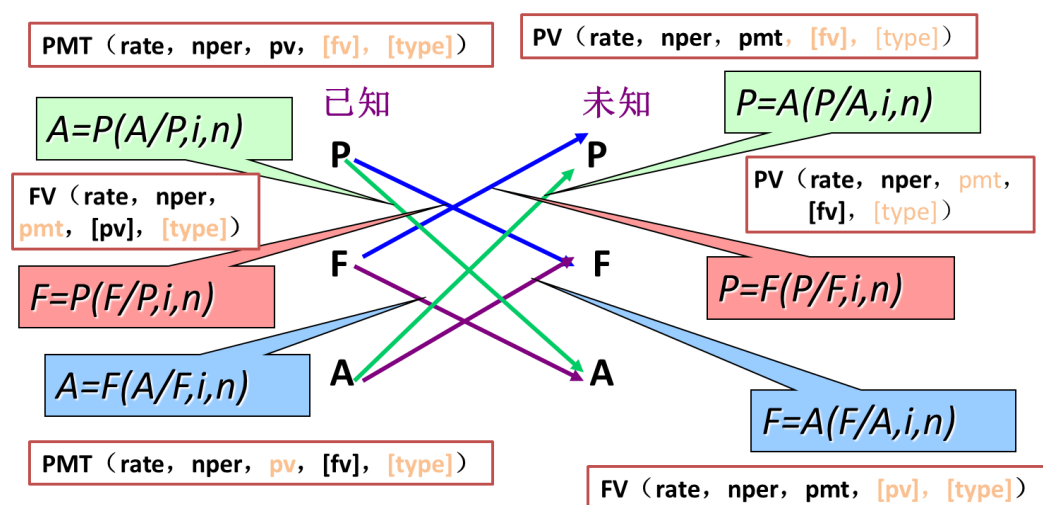 PMT（rate，nper，pv，[fv]，[type]）
PV（rate，nper，pmt，[fv]，[type]）
已知
未知
A=P(A/P,i,n)
P=A(P/A,i,n)
P
P
FV（rate，nper，
pmt，[pv]，[type]）
PV（rate，nper，pmt，
[fv]，[type]）
F
F
F=P(F/P,i,n)
P=F(P/F,i,n)
A
A
A=F(A/F,i,n)
F=A(F/A,i,n)
PMT（rate，nper，pv，[fv]，[type]）
FV（rate，nper，pmt，[pv]，[type]）